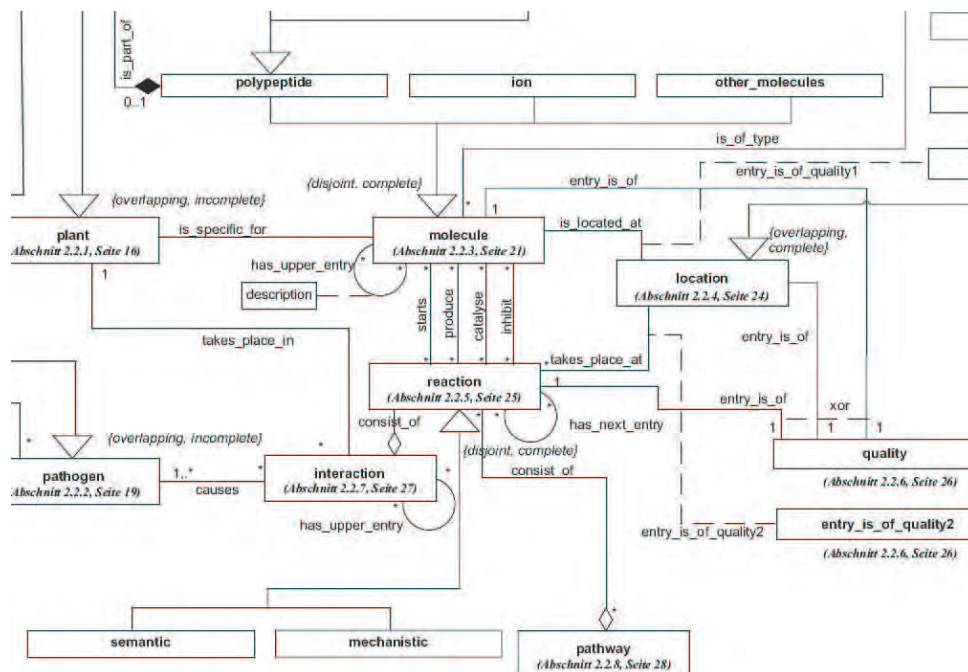 is_part_of
0..1
polypeptide
ion
other_molecules
is_of_type
entry_is_of_quality1
{overlapping, incomplete}
{disjoint, complete}
entry_is_of
*
1
plant
(Abschnitt 2.2.1, Seite 16)
is_specific_for
molecule
(Abschnitt 2.2.3, Seite 21)
is_located_at
{overlapping,
complete}
location
(Abschnitt 2.2.4, Seite 24)
1
has_upper_entry
* * * * * *
description
starts
produce
catalyse
inhibit
takes_place_in
entry_is_of
* * * *
* takes_place_at
reaction
(Abschnitt 2.2.5, Seite 25)
1
entry_is_of
xor
1 1 1
consist_of
* * *
has_next_entry
{disjoint, complete}
*
{overlapping, incomplete}
*
pathogen
(Abschnitt 2.2.2, Seite 19)
1..*
*
causes
interaction
(Abschnitt 2.2.7, Seite 27)
*
*
has_upper_entry
consist_of
quality
(Abschnitt 2.2.6, Seite 26)
entry_is_of_quality2
entry_is_of_quality2
(Abschnitt 2.2.6, Seite 26)
semantic
mechanistic
*
pathway
(Abschnitt 2.2.8, Seite 28)